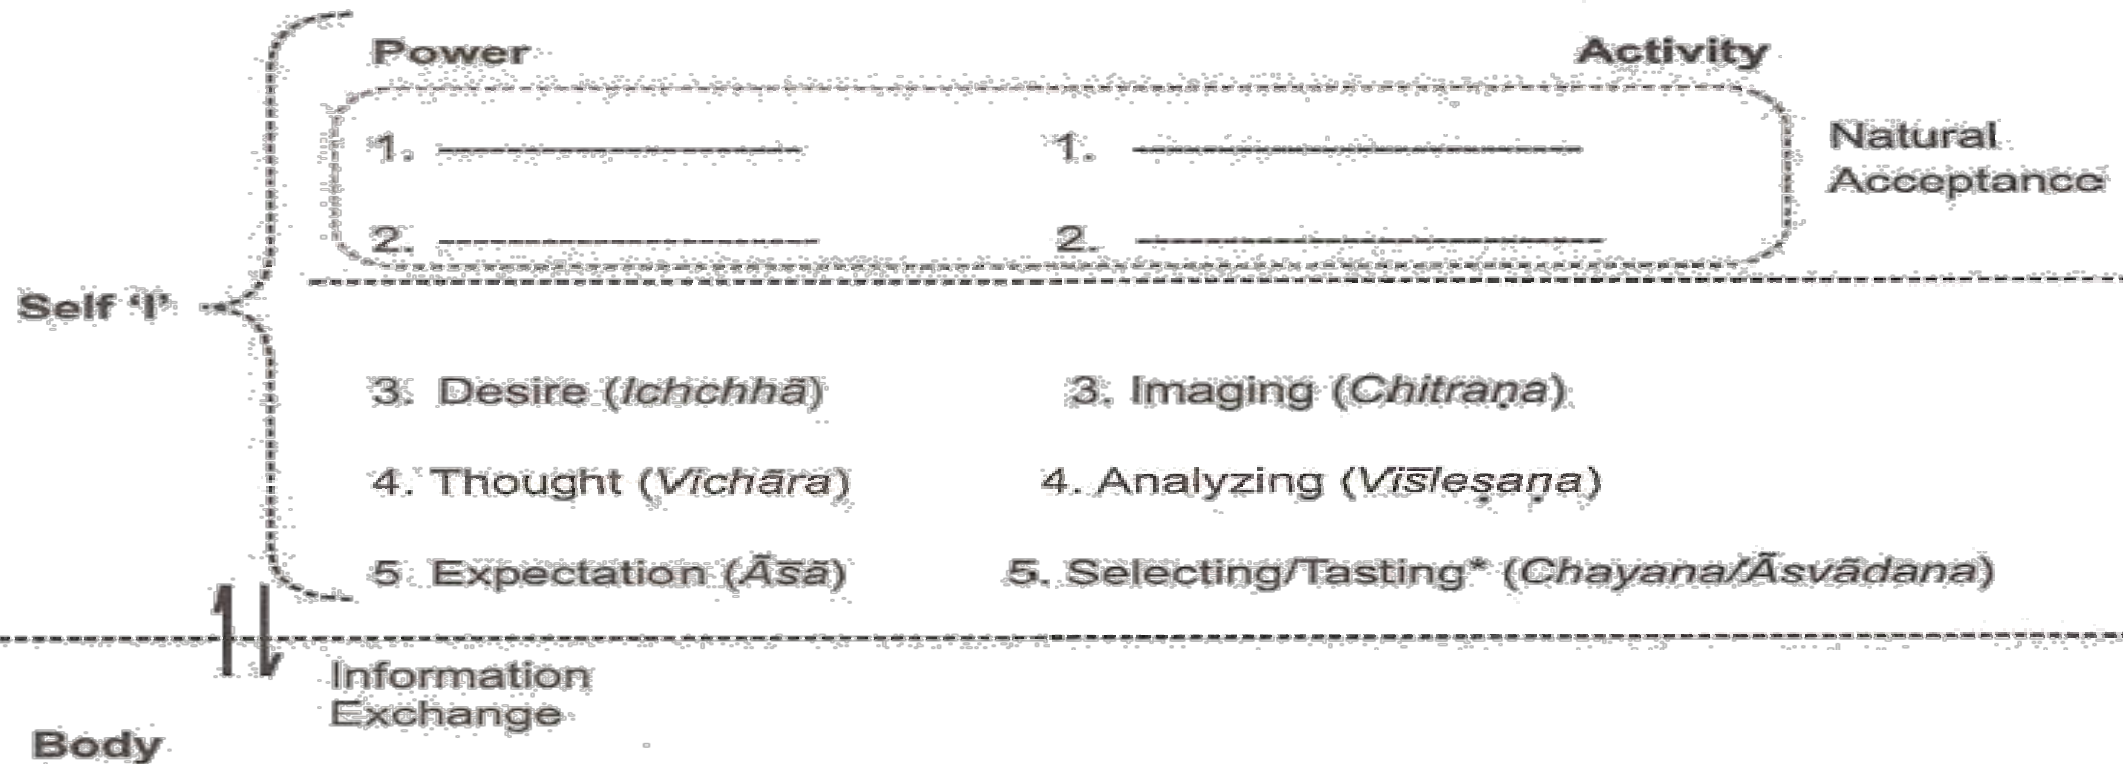 Power Activity
1. 1.
Natural
Acceptance
2. 2.
Self ‘I’
3. Desire (Ichchhā) 3. Imaging (Chitraṇa)
4. Thought (Vichāra) 4. Analyzing (Viśleṣaṇa)
5. Expectation (Āśā) 5. Selecting/Tasting* (Chayana/Āsvādana)
Information
Exchange
Body